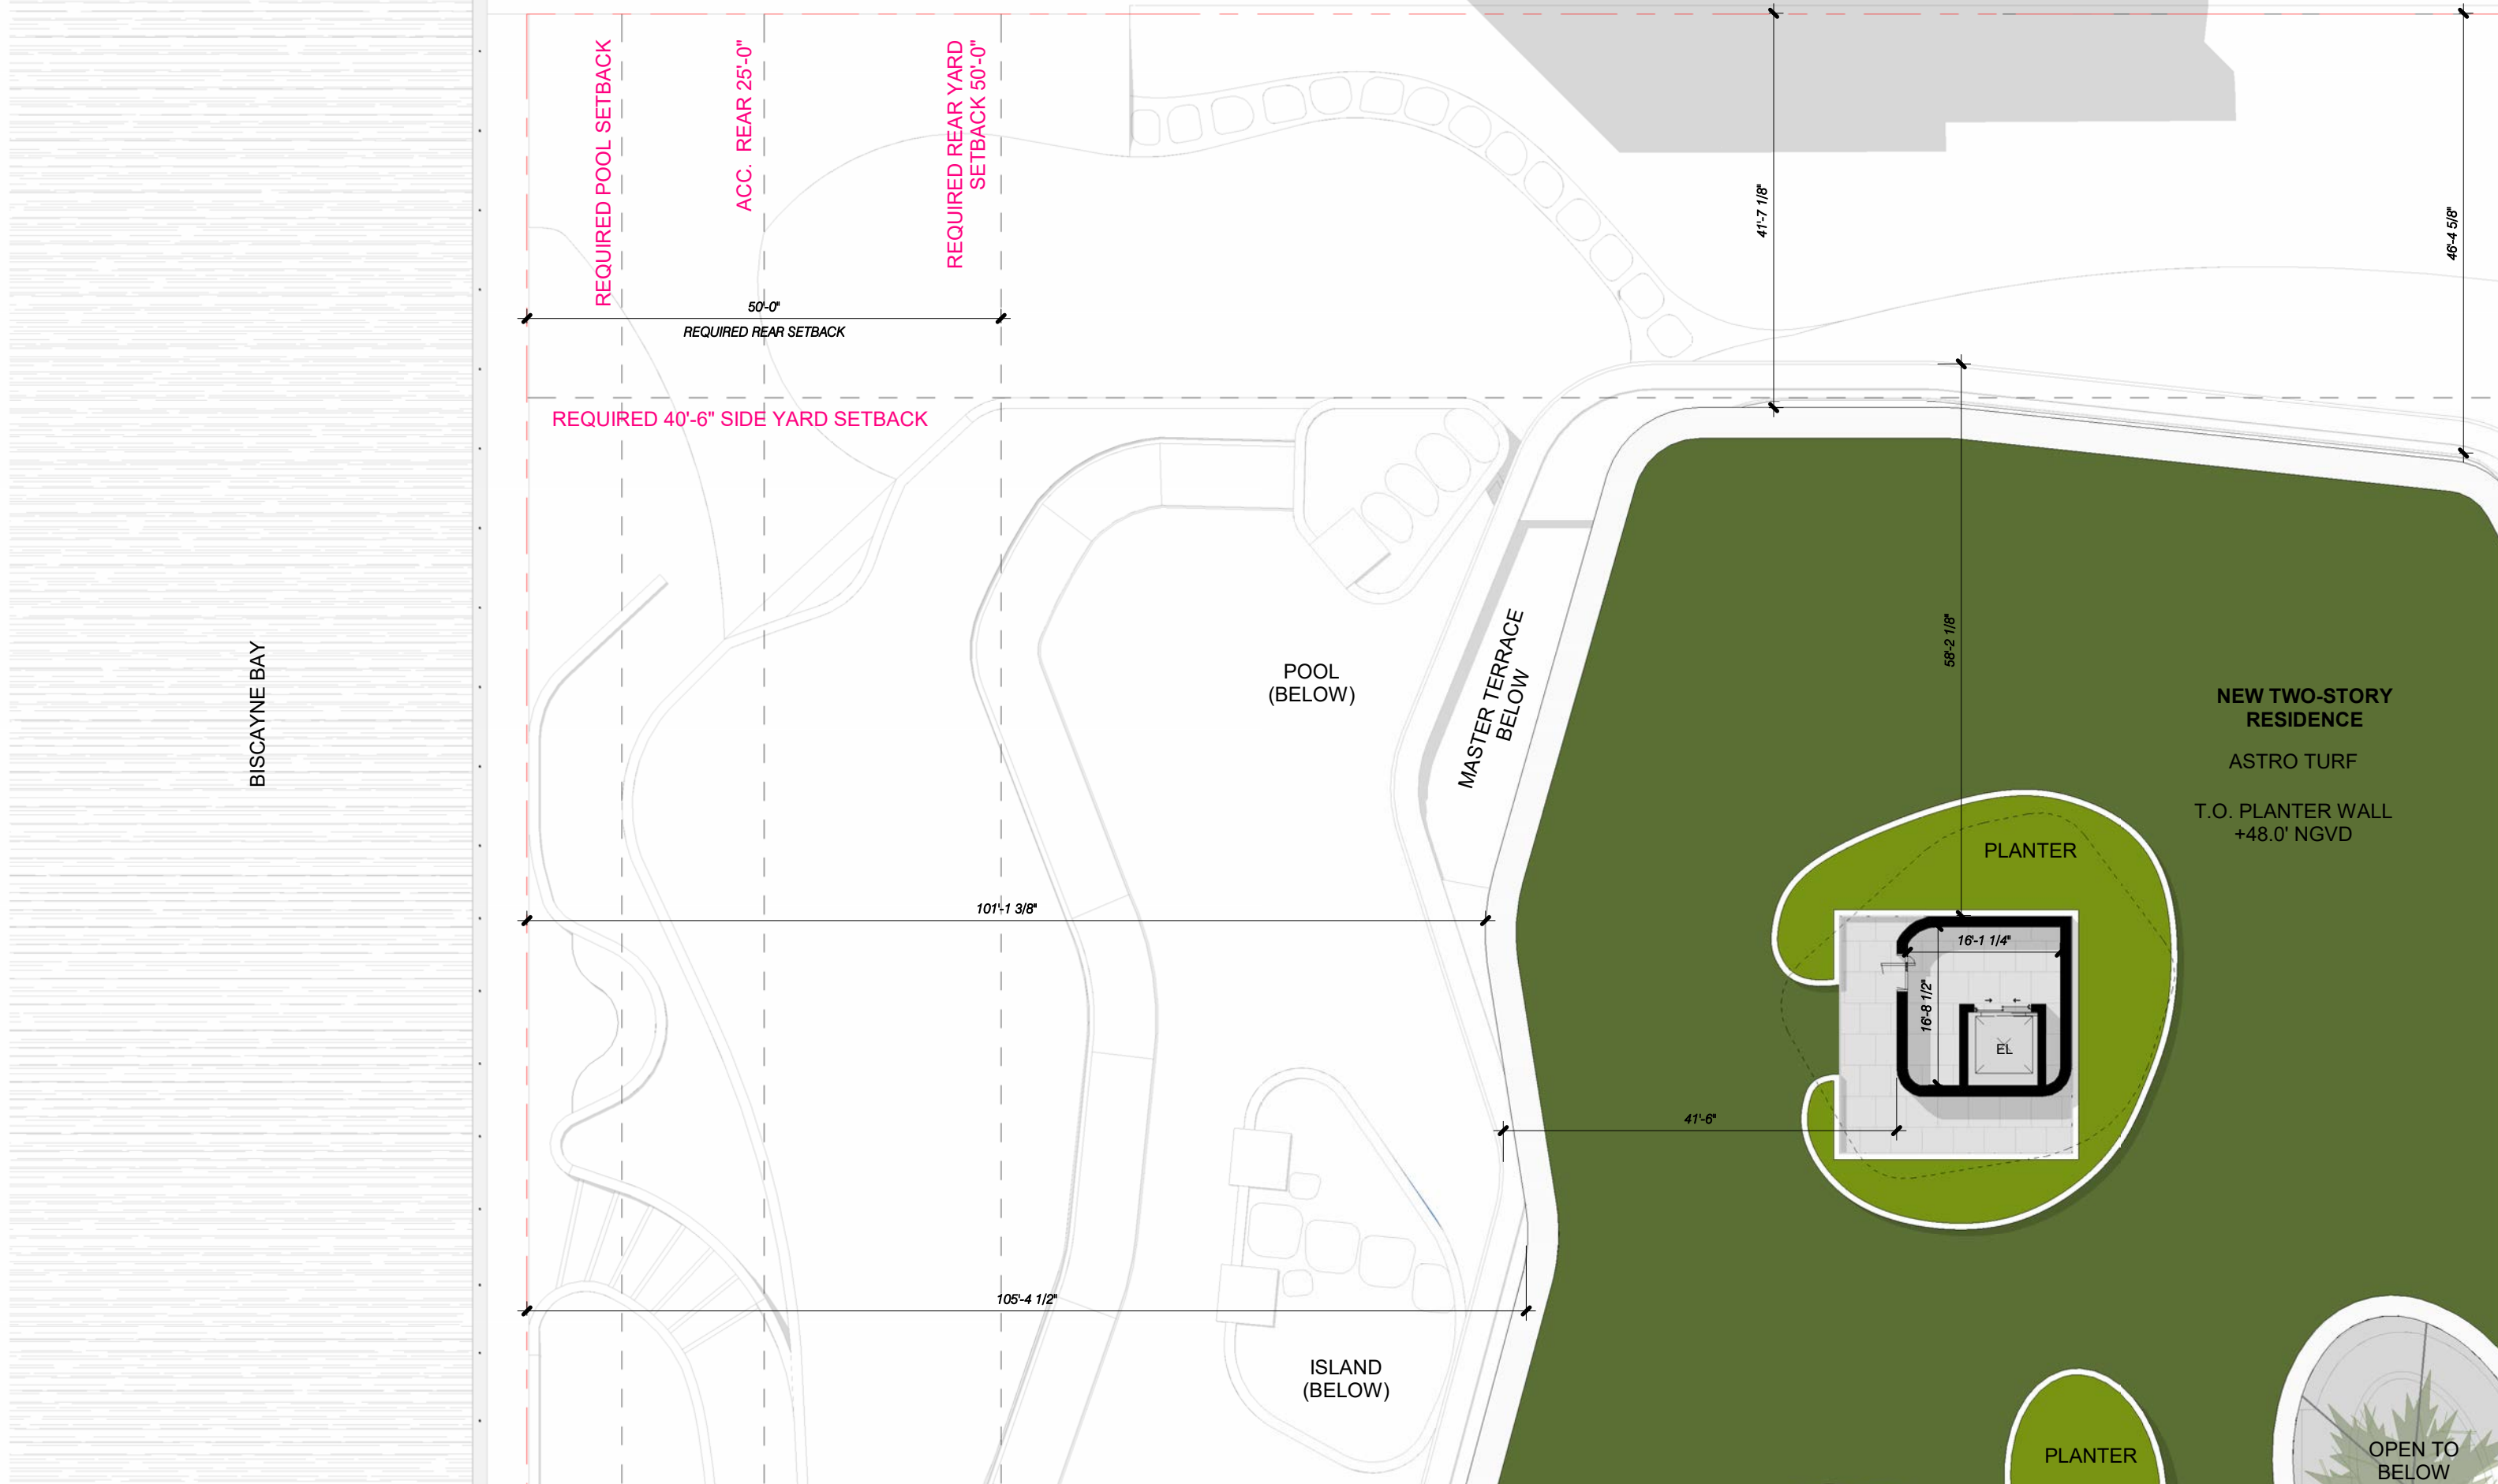 REQUIRED POOL SETBACK
ACC. REAR 25'-0"
REQUIRED REAR YARD
SETBACK 50'-0"
41'-7 1/8"
46'-4 5/8"
50'-0"
REQUIRED REAR SETBACK
REQUIRED 40'-6" SIDE YARD SETBACK
BISCAYNE BAY
POOL
(BELOW)
MASTER TERRACE
BELOW
58'-2 1/8"
NEW TWO-STORY
RESIDENCE
ASTRO TURF
T.O. PLANTER WALL
+48.0' NGVD
PLANTER
101'-1 3/8"
16'-1 1/4"
16'-8 1/2"
EL
41'-6"
105'-4 1/2"
ISLAND
(BELOW)
PLANTER
OPEN TO
BELOW